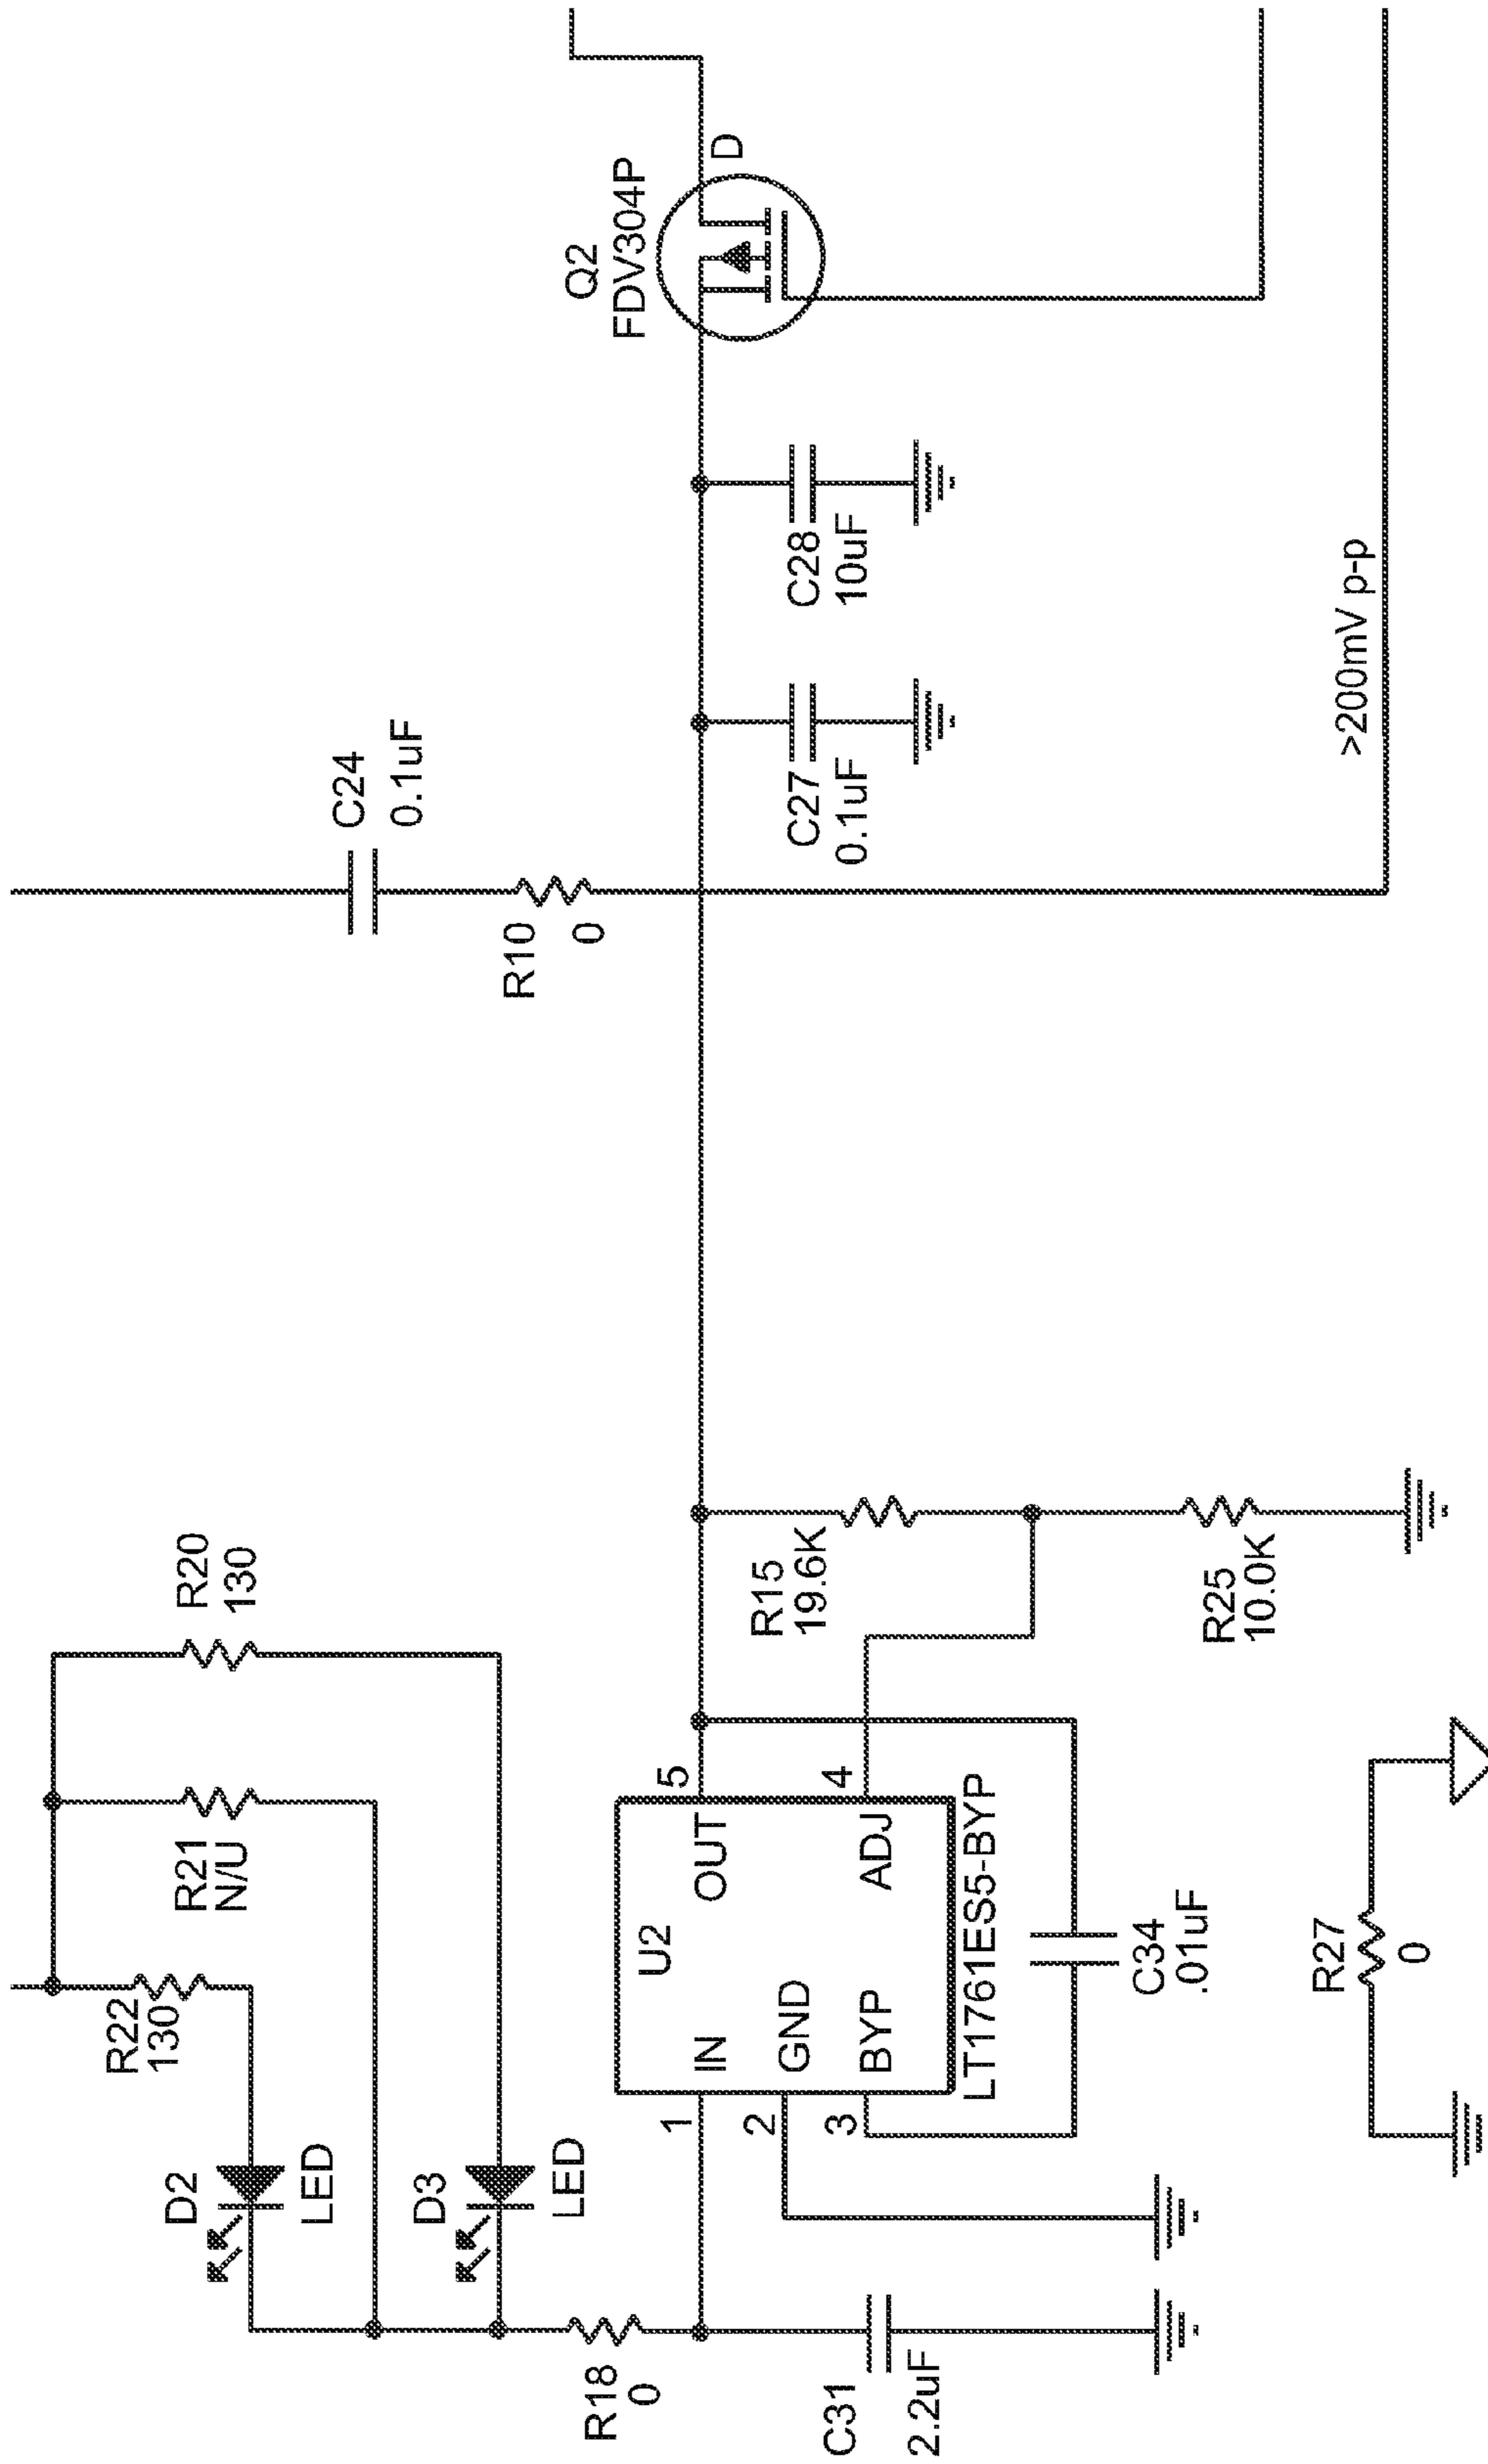 R22
130
R21
N/U
R20
130
D2
LED
D3
LED
R18
0
C31
2.2uF
1
2
3
IN
GND
BYP
U2
OUT
ADJ
5
4
LT1761ES5-BYP
C34
.01uF
R15
19.6K
R25
10.0K
R27
0
C24
0.1uF
R10
0
C27
0.1uF
C28
10uF
Q2
FDV304P
D
>200mV p-p